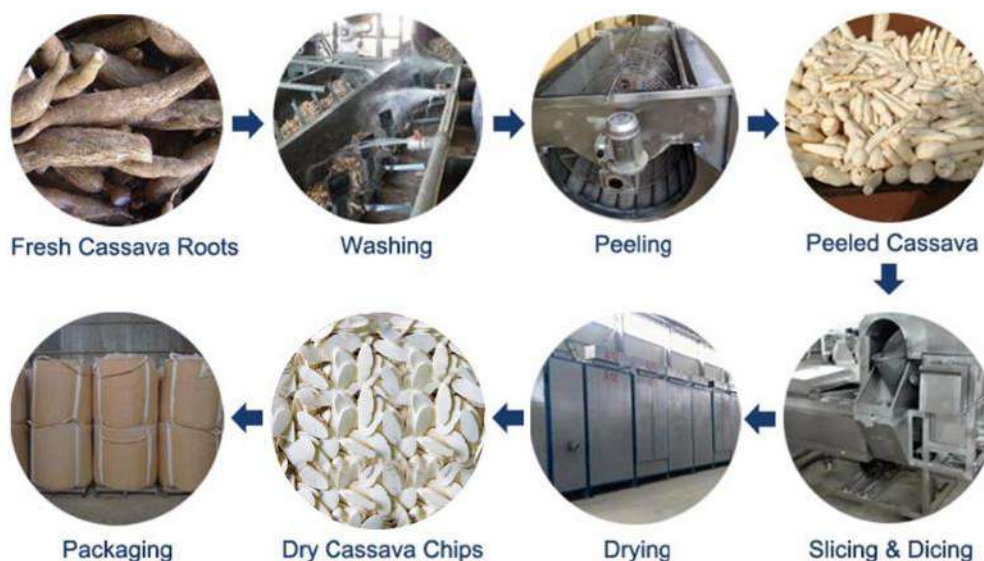 Fresh Cassava Roots
Washing
Peeling
Peeled Cassava
Packaging
Dry Cassava Chips
Drying
Slicing & Dicing